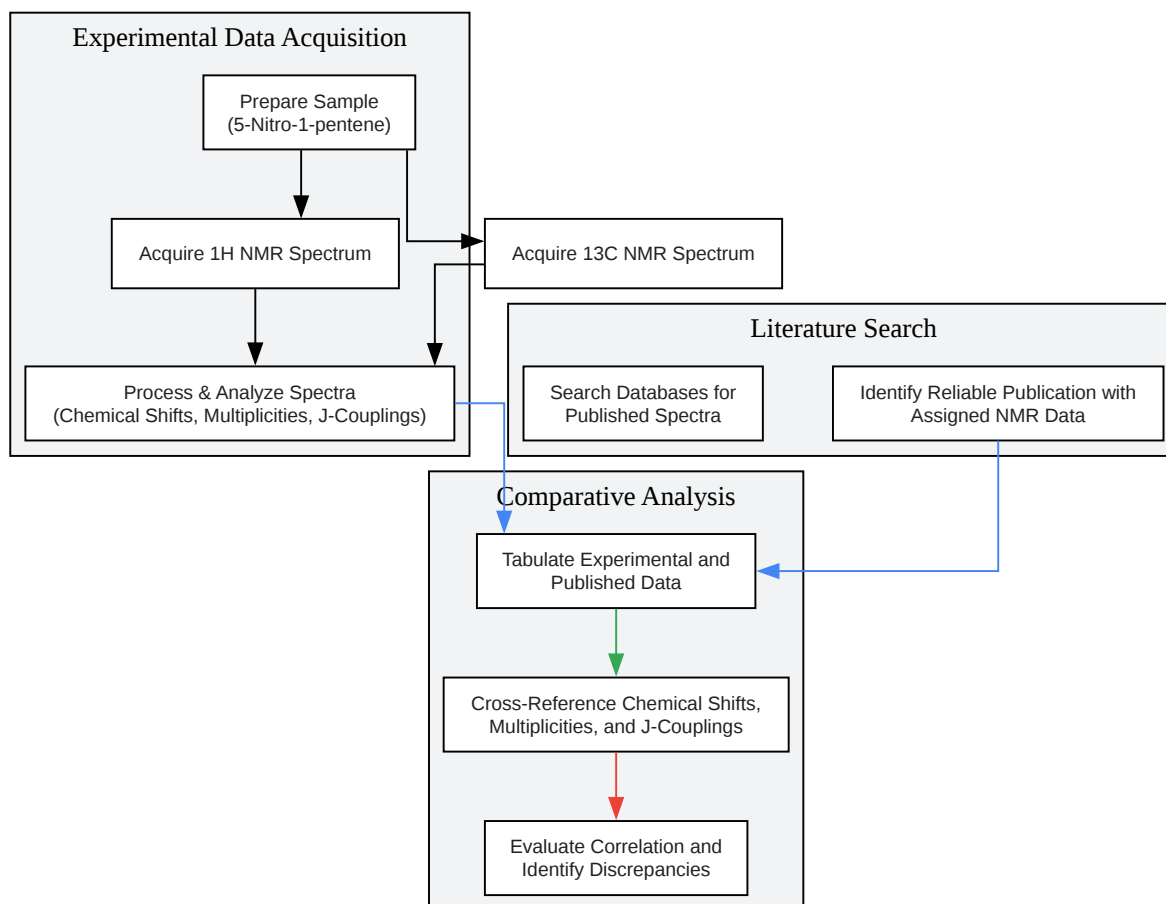 Experimental Data Acquisition
Prepare Sample
(5-Nitro-1-pentene)
Acquire 1H NMR Spectrum
Acquire 13C NMR Spectrum
Process & Analyze Spectra
(Chemical Shifts, Multiplicities, J-Couplings)
Literature Search
Search Databases for
Published Spectra
Identify Reliable Publication with
Assigned NMR Data
Comparative Analysis
Tabulate Experimental and
Published Data
Cross-Reference Chemical Shifts,
Multiplicities, and J-Couplings
Evaluate Correlation and
Identify Discrepancies